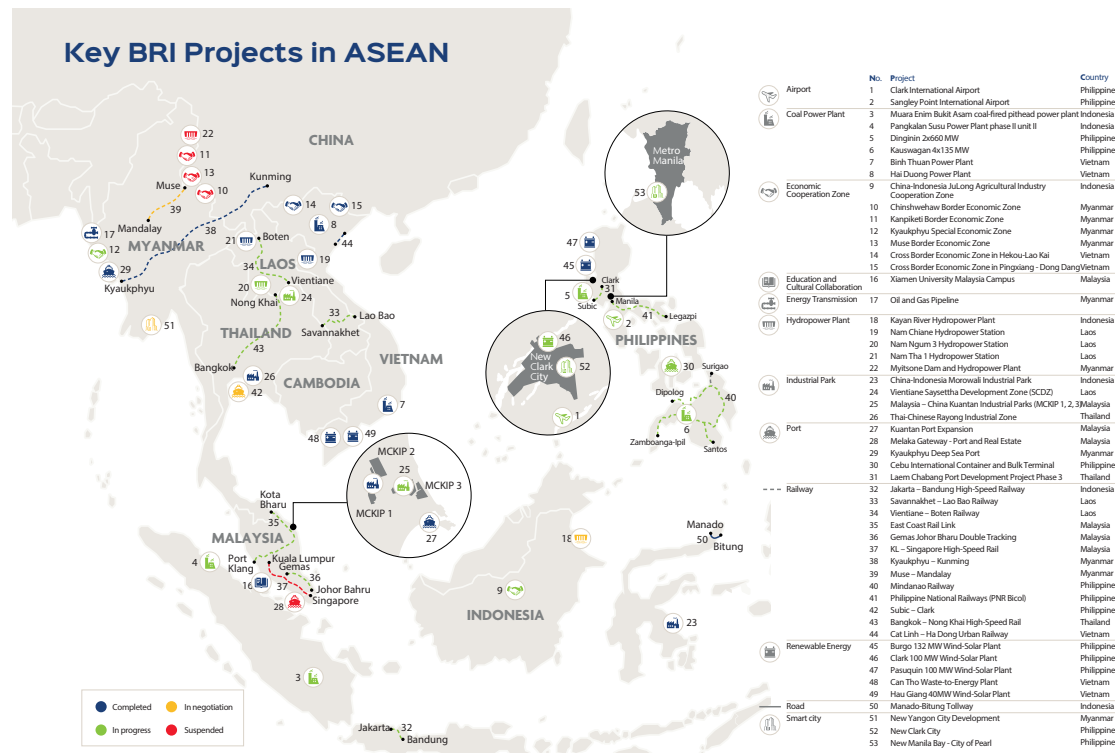 Key BRI Projects in ASEAN
CHINA
22
11
13
10
Muse
39
Mandalay
38
Kunming
MYANMAR
17
12
29
Kyaukphyu
14
15
8
44
21
Boten
19
34
LAOS
20
Vientiane
24
Nong Khai
33
Lao Bao
Savannakhet
51
THAILAND
43
VIETNAM
Bangkok
26
42
CAMBODIA
7
48
49
Metro
Manila
53
47
45
Clark
31
5
Subic
Manila
41
2
Legazpi
PHILIPPINES
46
New
Clark
City
52
1
30
Surigao
Dipolog
40
6
Zamboanga-Ipil
Santos
MCKIP 2
25
MCKIP 3
MCKIP 1
27
Kota
Bharu
35
MALAYSIA
4
Port
Klang
Kuala Lumpur
Gemas
16
37
36
Johor Bahru
28
Singapore
18
Manado
50
Bitung
9
INDONESIA
23
3
Jakarta
32
Bandung
Completed
In negotiation
In progress
Suspended
No. Project Country
Airport 1 Clark International Airport Philippine
2 Sangley Point International Airport Philippine
Coal Power Plant 3 Muara Enim Bukit Asam coal-fired pithead power plant Indonesia
4 Pangkalan Susu Power Plant phase II unit II Indonesia
5 Dinginin 2x660 MW Philippine
6 Kauswagan 4x135 MW Philippine
7 Binh Thuan Power Plant Vietnam
8 Hai Duong Power Plant Vietnam
Economic Cooperation Zone 9 China-Indonesia JuLong Agricultural Industry Cooperation Zone Indonesia
10 Chinshwehaw Border Economic Zone Myanmar
11 Kanpiketi Border Economic Zone Myanmar
12 Kyaukphyu Special Economic Zone Myanmar
13 Muse Border Economic Zone Myanmar
14 Cross Border Economic Zone in Hekou-Lao Kai Vietnam
15 Cross Border Economic Zone in Pingxiang - Dong Dang Vietnam
Education and Cultural Collaboration 16 Xiamen University Malaysia Campus Malaysia
Energy Transmission 17 Oil and Gas Pipeline Myanmar
Hydropower Plant 18 Kayan River Hydropower Plant Indonesia
19 Nam Chiane Hydropower Station Laos
20 Nam Ngum 3 Hydropower Station Laos
21 Nam Tha 1 Hydropower Station Laos
22 Myitsone Dam and Hydropower Plant Myanmar
Industrial Park 23 China-Indonesia Morowali Industrial Park Indonesia
24 Vientiane Saysettha Development Zone (SCDZ) Laos
25 Malaysia – China Kuantan Industrial Parks (MCKIP 1, 2, 3) Malaysia
26 Thai-Chinese Rayong Industrial Zone Thailand
Port 27 Kuantan Port Expansion Malaysia
28 Melaka Gateway - Port and Real Estate Malaysia
29 Kyaukphyu Deep Sea Port Myanmar
30 Cebu International Container and Bulk Terminal Philippine
31 Laem Chabang Port Development Project Phase 3 Thailand
Railway 32 Jakarta – Bandung High-Speed Railway Indonesia
33 Savannakhet – Lao Bao Railway Laos
34 Vientiane – Boten Railway Laos
35 East Coast Rail Link Malaysia
36 Gemas Johor Bharu Double Tracking Malaysia
37 KL – Singapore High-Speed Rail Malaysia
38 Kyaukphyu – Kunming Myanmar
39 Muse – Mandalay Myanmar
40 Mindanao Railway Philippine
41 Philippine National Railways (PNR Bicol) Philippine
42 Subic – Clark Philippine
43 Bangkok – Nong Khai High-Speed Rail Thailand
44 Cat Linh – Ha Dong Urban Railway Vietnam
Renewable Energy 45 Burgo 132 MW Wind-Solar Plant Philippine
46 Clark 100 MW Wind-Solar Plant Philippine
47 Pasuquin 100 MW Wind-Solar Plant Philippine
48 Can Tho Waste-to-Energy Plant Vietnam
49 Hau Giang 40MW Wind-Solar Plant Vietnam
Road 50 Manado-Bitung Tollway Indonesia
Smart city 51 New Yangon City Development Myanmar
52 New Clark City Philippine
53 New Manila Bay - City of Pearl Philippine